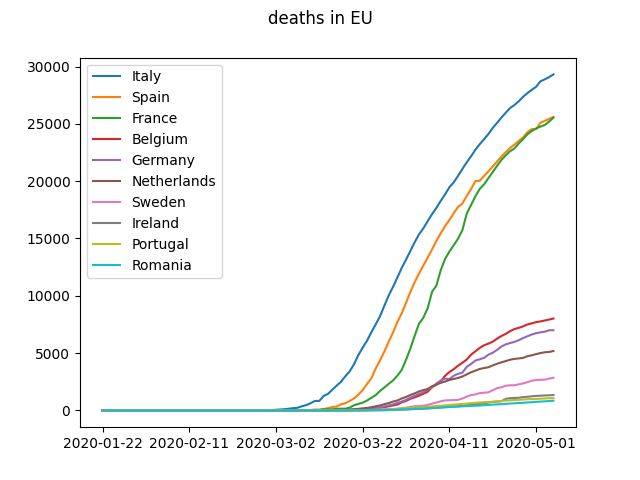 deaths in EU
30000
25000
20000
15000
10000
5000
0
Italy
Spain
France
Belgium
Germany
Netherlands
Sweden
Ireland
Portugal
Romania
2020-01-22 2020-02-11 2020-03-02 2020-03-22 2020-04-11 2020-05-01